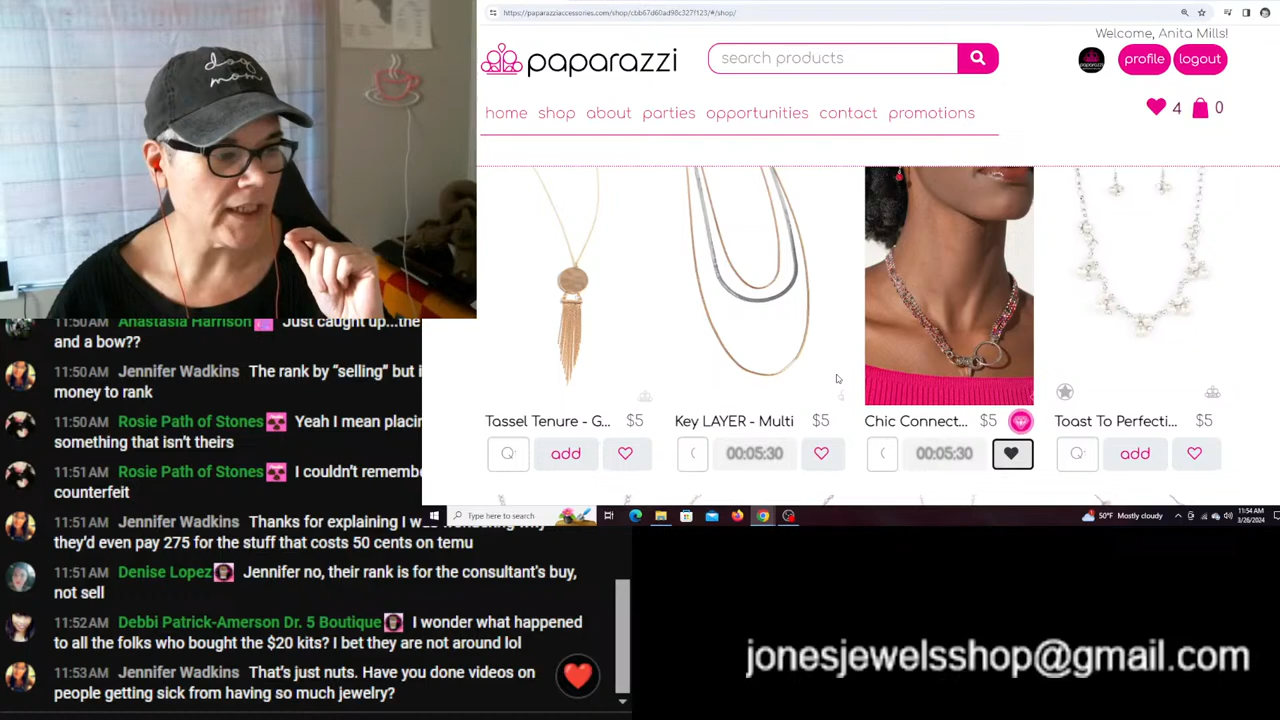 https://paparazziaccessories.com/shop/cbb67d60ad98c327f123/#/shop/
dog
mom
Welcome, Anita Mills!
paparazzi
search products
profile
logout
4
0
home shop about parties opportunities contact promotions
Tassel Tenure - G... $5
Key LAYER - Multi $5
Chic Connect... $5
Toast To Perfecti... $5
add
00:05:30
00:05:30
add
Type here to search
50°F Mostly cloudy
11:54 AM
3/26/2024
11:50 AM Anastasia Harrison Just caught up...the
and a bow??
11:50 AM Jennifer Wadkins The rank by “selling” but i
money to rank
11:50 AM Rosie Path of Stones Yeah I mean placin
something that isn’t theirs
11:51 AM Rosie Path of Stones I couldn’t rememb
counterfeit
11:51 AM Jennifer Wadkins Thanks for explaining I
they’d even pay 275 for the stuff that costs 50 cents on temu
11:51 AM Denise Lopez Jennifer no, their rank is for the consultant's buy,
not sell
11:52 AM Debbi Patrick-Amerson Dr. 5 Boutique I wonder what happened
to all the folks who bought the $20 kits? I bet they are not around lol
11:53 AM Jennifer Wadkins That’s just nuts. Have you done videos on
people getting sick from having so much jewelry?
jonesjewelsshop@gmail.com